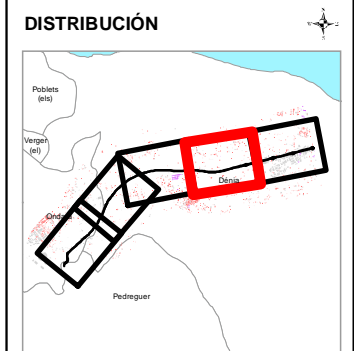 DISTRIBUCIÓN
Poblets
(els)
Verger
(el)
Dénia
Ondara
Pedreguer